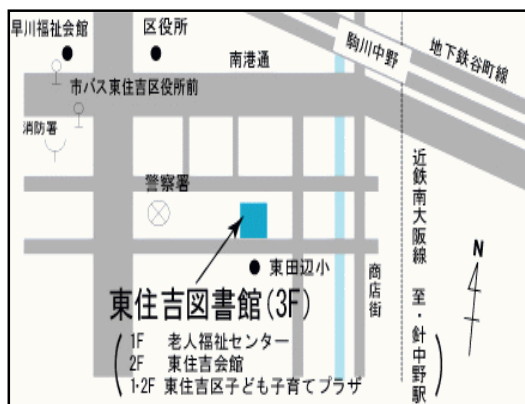 早川福祉会館
区役所
南港通
駒川中野
地下鉄谷町線
市バス東住吉区役所前
消防署
警察署
近鉄南大阪線 至・針中野駅
N
東田辺小
商店街
東住吉図書館(3F)
1F 老人福祉センター
2F 東住吉会館
1・2F 東住吉区子ども子育てプラザ